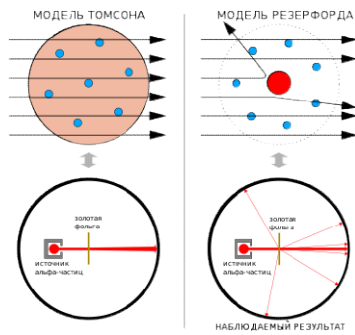 МОДЕЛЬ ТОМСОНА
МОДЕЛЬ РЕЗЕРФОРДА
золотая
фольга
источник
альфа-частиц
золотая
фольга
источник
альфа-частиц
НАБЛЮДАЕМЫЙ РЕЗУЛЬТАТ